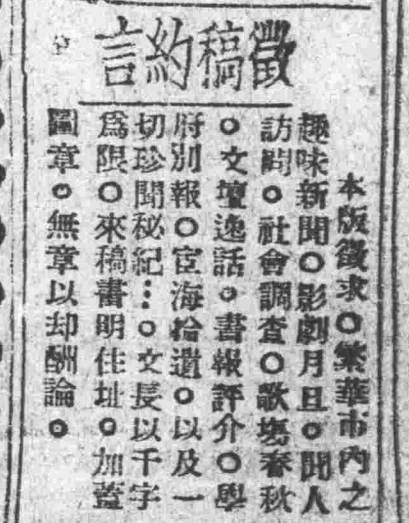 徵稿約言
本版徵求○繁華市內之
趣味新聞○影劇月旦○聞人
訪問○社會調查○歌塲春秋
○文壇逸話○書報評介○學
府別報○宦海拾遺○以及一
切珍聞秘紀…○文長以千字
爲限○來稿書明住址○加蓋
圖章○無章以却酬論○